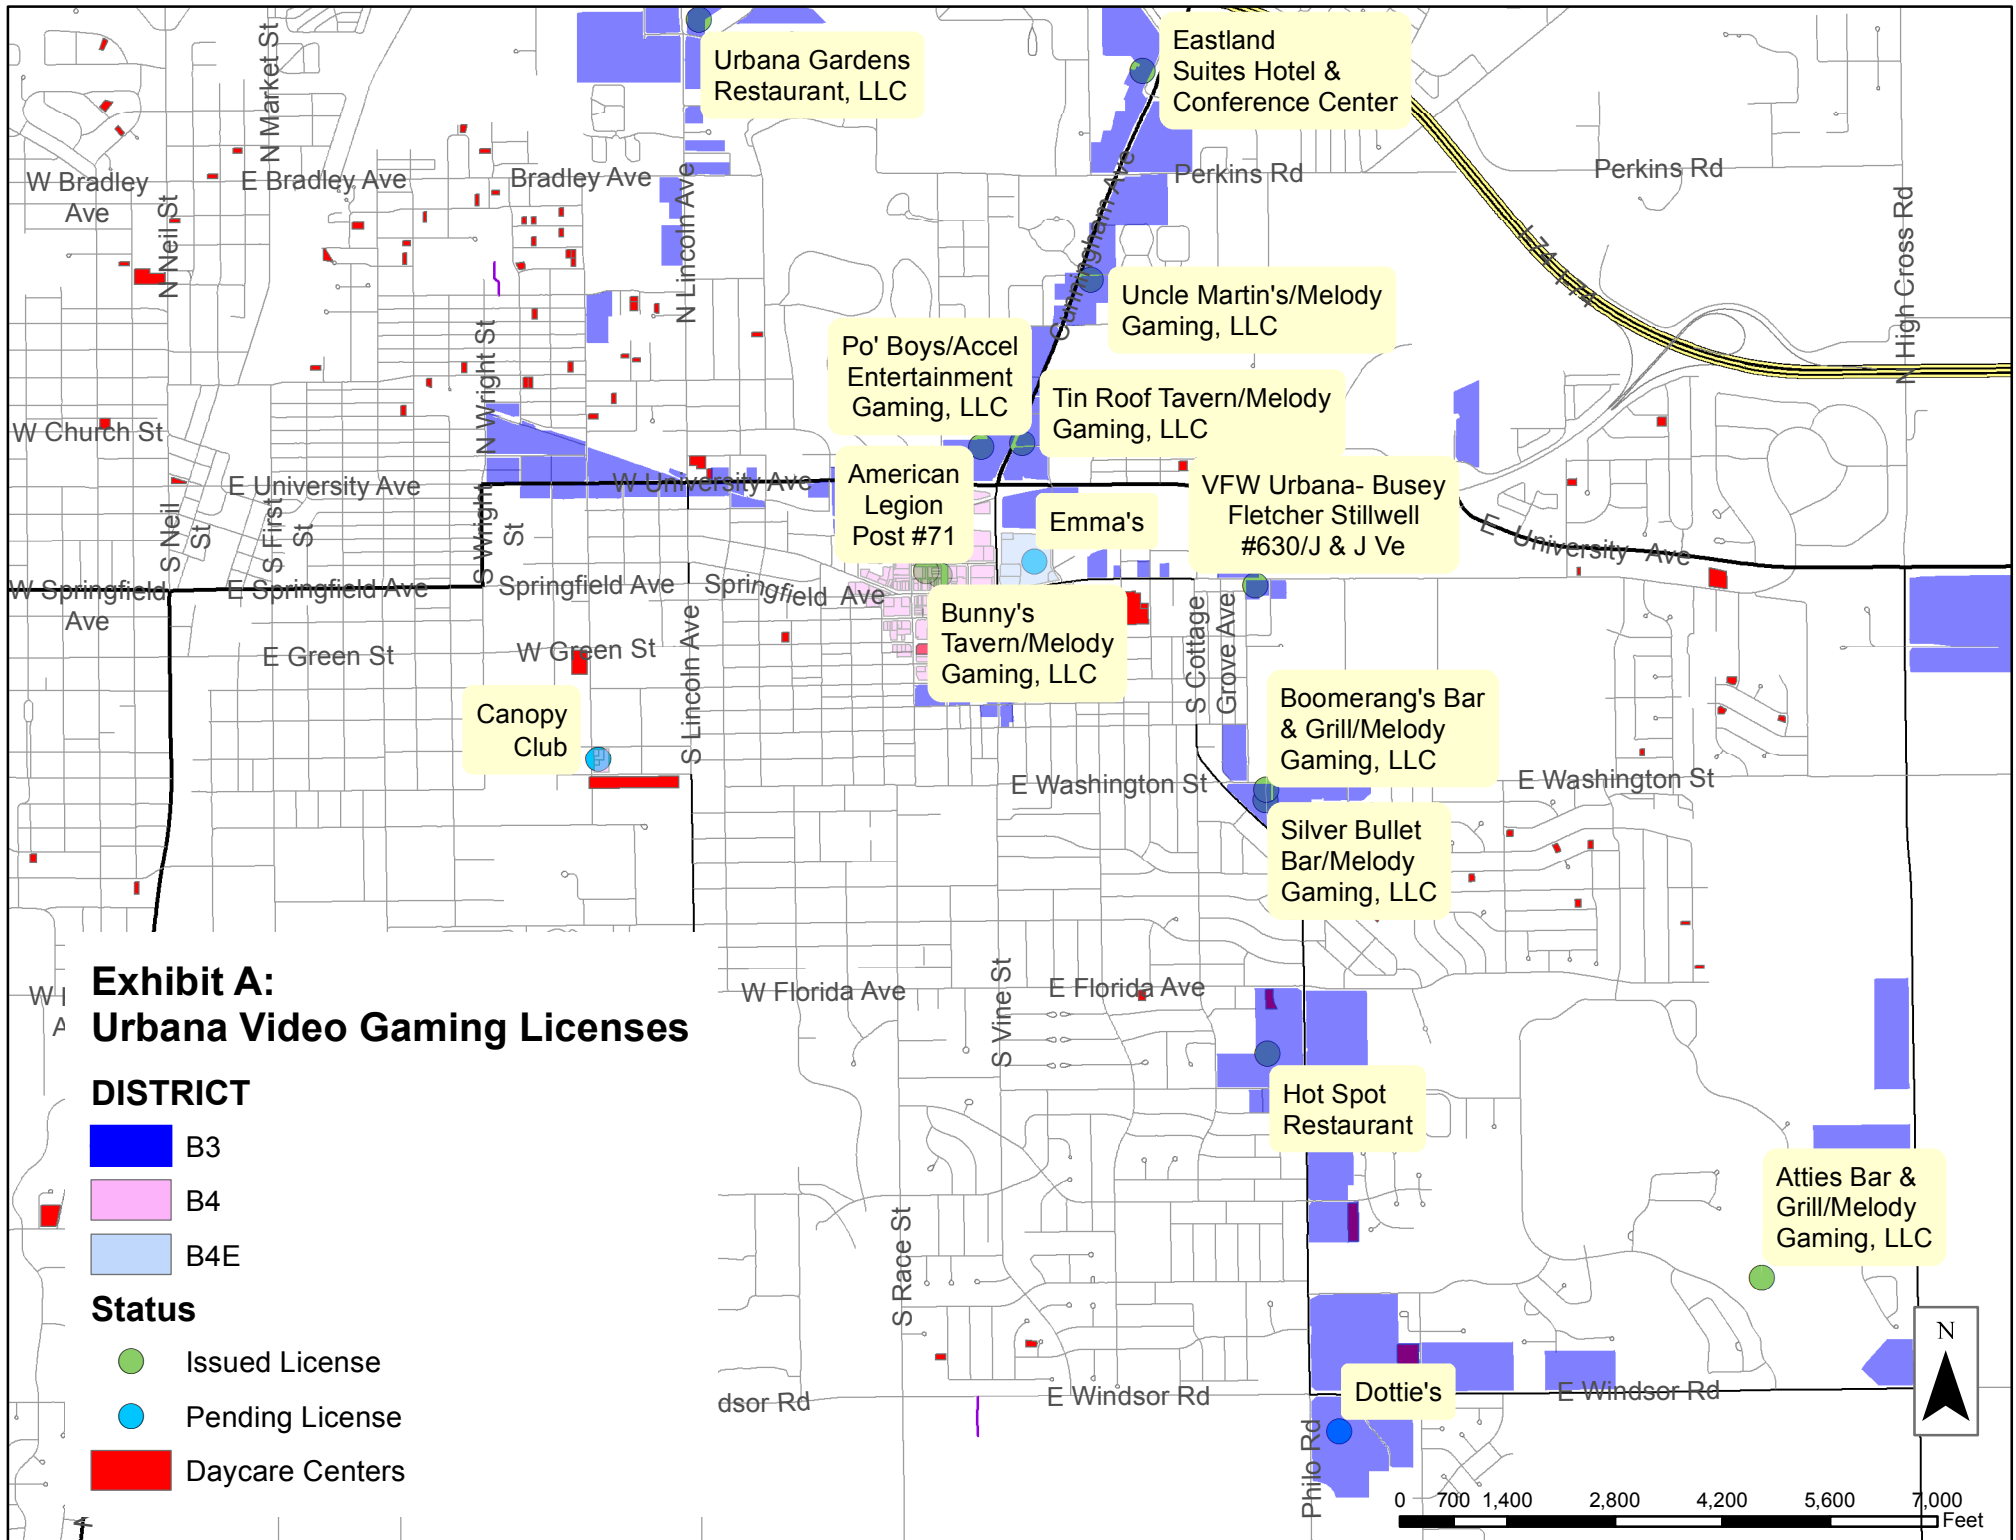 Urbana Gardens
Restaurant, LLC
Eastland
Suites Hotel &
Conference Center
N Market St
W Bradley
Ave
E Bradley Ave
Bradley Ave
Perkins Rd
Perkins Rd
N Neil St
N Lincoln Ave
Cunningham Ave
I 74 I 74
N High Cross Rd
Uncle Martin's/Melody
Gaming, LLC
Po' Boys/Accel
Entertainment
Gaming, LLC
Tin Roof Tavern/Melody
Gaming, LLC
N Wright St
W Church St
E University Ave
W University Ave
American
Legion
Post #71
Emma's
VFW Urbana- Busey
Fletcher Stillwell
#630/J & J Ve
E University Ave
S Neil
St
S First
St
S Wright
St
W Springfield
Ave
E Springfield Ave
Springfield Ave
Springfield Ave
Bunny's
Tavern/Melody
Gaming, LLC
E Green St
W Green St
S Lincoln Ave
S Cottage
Grove Ave
Canopy
Club
Boomerang's Bar
& Grill/Melody
Gaming, LLC
E Washington St
E Washington St
Silver Bullet
Bar/Melody
Gaming, LLC
W Florida Ave
E Florida Ave
S Vine St
Hot Spot
Restaurant
Atties Bar &
Grill/Melody
Gaming, LLC
S Race St
Dottie's
dsor Rd
E Windsor Rd
E Windsor Rd
Philo Rd
Exhibit A:
Urbana Video Gaming Licenses
DISTRICT
B3
B4
B4E
Status
Issued License
Pending License
Daycare Centers
N
0 700 1,400 2,800 4,200 5,600 7,000
Feet